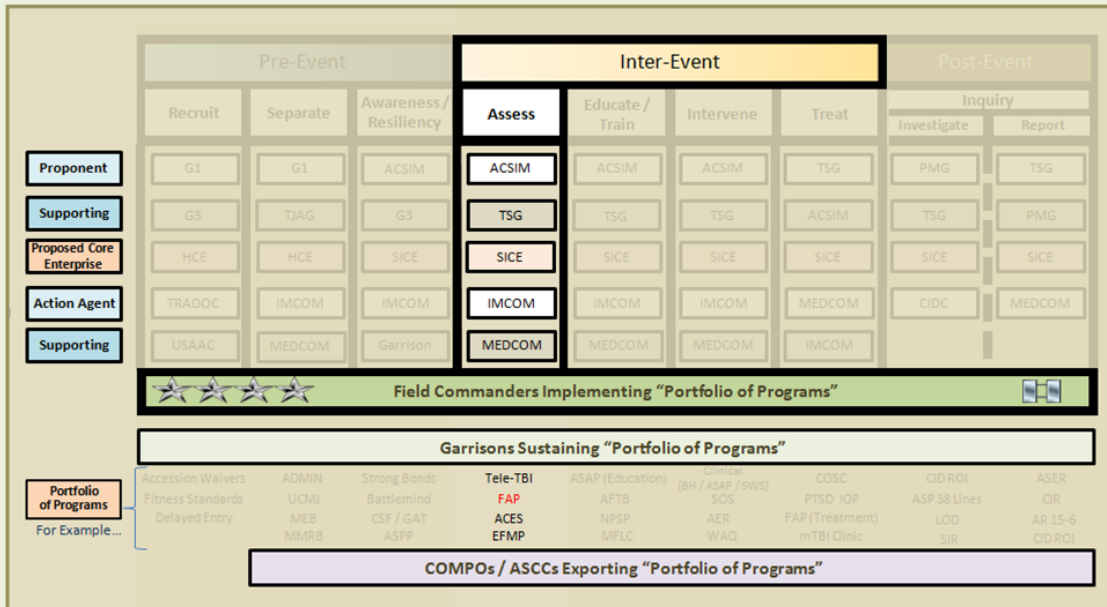 Pre-Event Inter-Event Post-Event
Recruit Separate Awareness / Resiliency Assess Educate / Train Intervene Treat Inquiry
Investigate Report
Proponent G1 G1 ACSIM ACSIM ACSIM ACSIM TSG PMG TSG
Supporting G3 TJAG G3 TSG TSG TSG ACSIM TSG PMG
Proposed Core Enterprise HCE HCE SICE SICE SICE SICE SICE SICE SICE
Action Agent TRADOC IMCOM IMCOM IMCOM IMCOM IMCOM MEDCOM CIDC MEDCOM
Supporting USAAC MEDCOM Garrison MEDCOM MEDCOM MEDCOM IMCOM
Field Commanders Implementing “Portfolio of Programs”
Garrisons Sustaining “Portfolio of Programs”
Portfolio of Programs
For Example...
Accession Waivers ADMIN Strong Bonds Tele-TBI ASAP (Education) Clinical (BH / ASAP / SWS) COSC CID ROI ASER
Fitness Standards UCMJ Battlemind FAP AFTB SOS PTSD IOP ASP 38 Lines CIR
Delayed Entry MEB CSF / GAT ACES NPSP AER FAP (Treatment) LOD AR 15-6
MMRB ASPP EFMP MFLC WAQ mTBI Clinic SIR CID ROI
COMPOs / ASCCs Exporting “Portfolio of Programs”